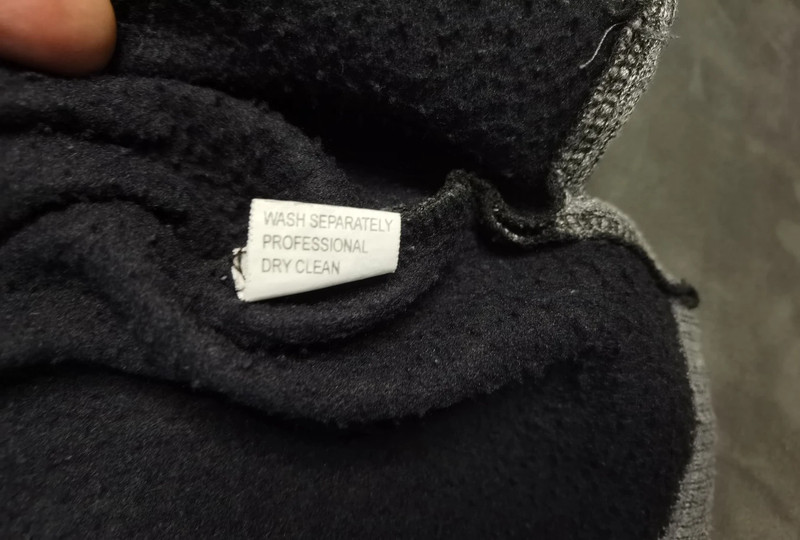 WASH SEPARATELY
PROFESSIONAL
DRY CLEAN